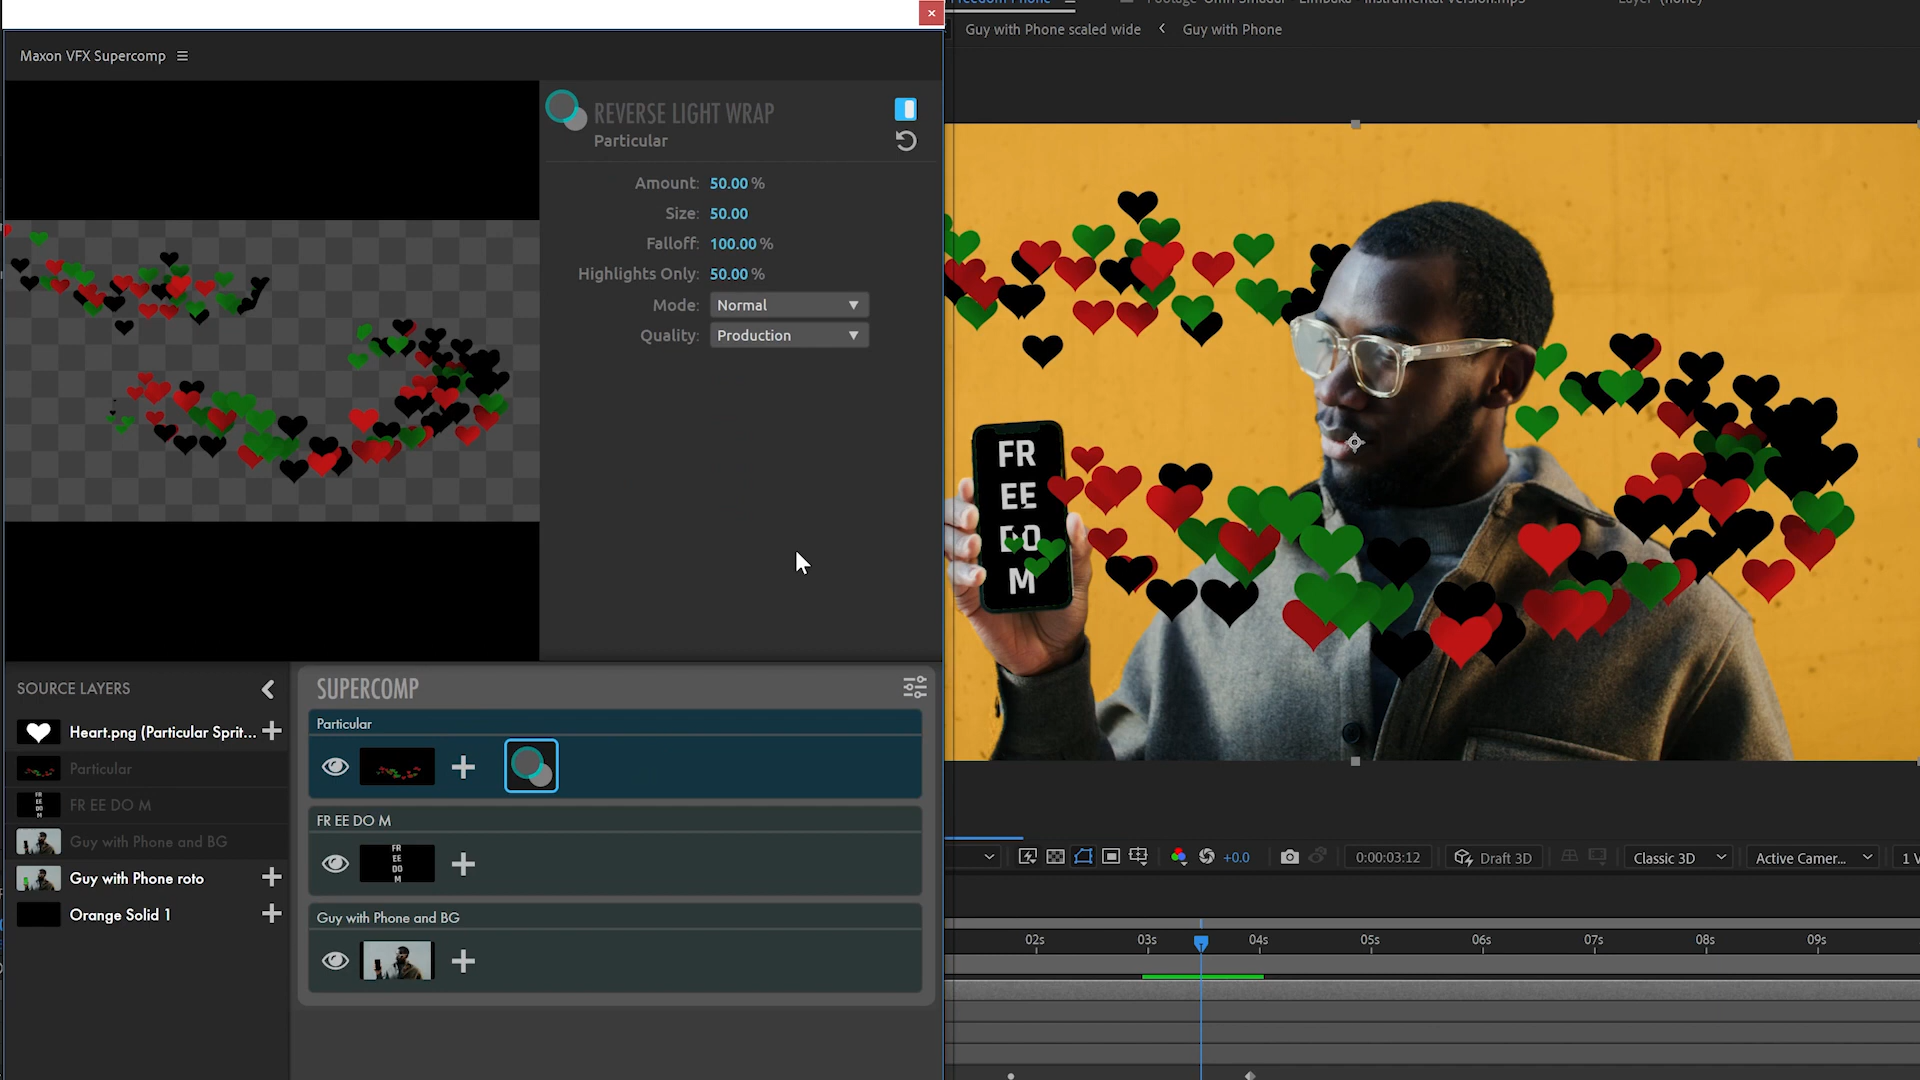 Maxon VFX Supercomp
REVERSE LIGHT WRAP
Particular
Amount: 50.00 %
Size: 50.00
Falloff: 100.00 %
Highlights Only: 50.00 %
Mode: Normal
Quality: Production
SOURCE LAYERS
Heart.png (Particular Sprit...
Particular
FR EE DO M
Guy with Phone and BG
Guy with Phone roto
Orange Solid 1
SUPERCOMP
Particular
FR EE DO M
FR
EE
DO
M
Guy with Phone and BG
Guy with Phone scaled wide
Guy with Phone
FR
EE
DO
M
+0.0
0:00:03:12
Draft 3D
Classic 3D
Active Camer...
02s
03s
04s
05s
06s
07s
08s
09s